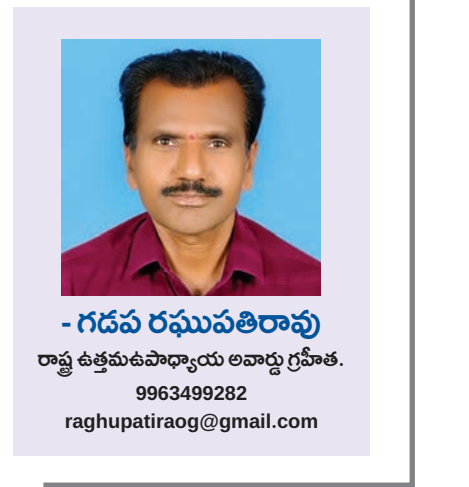 - గడప రఘుపతిరావు
రాష్ట్ర ఉత్తమఉపాధ్యాయ అవార్డు గ్రహీత.
9963499282
raghupatiraog@gmail.com